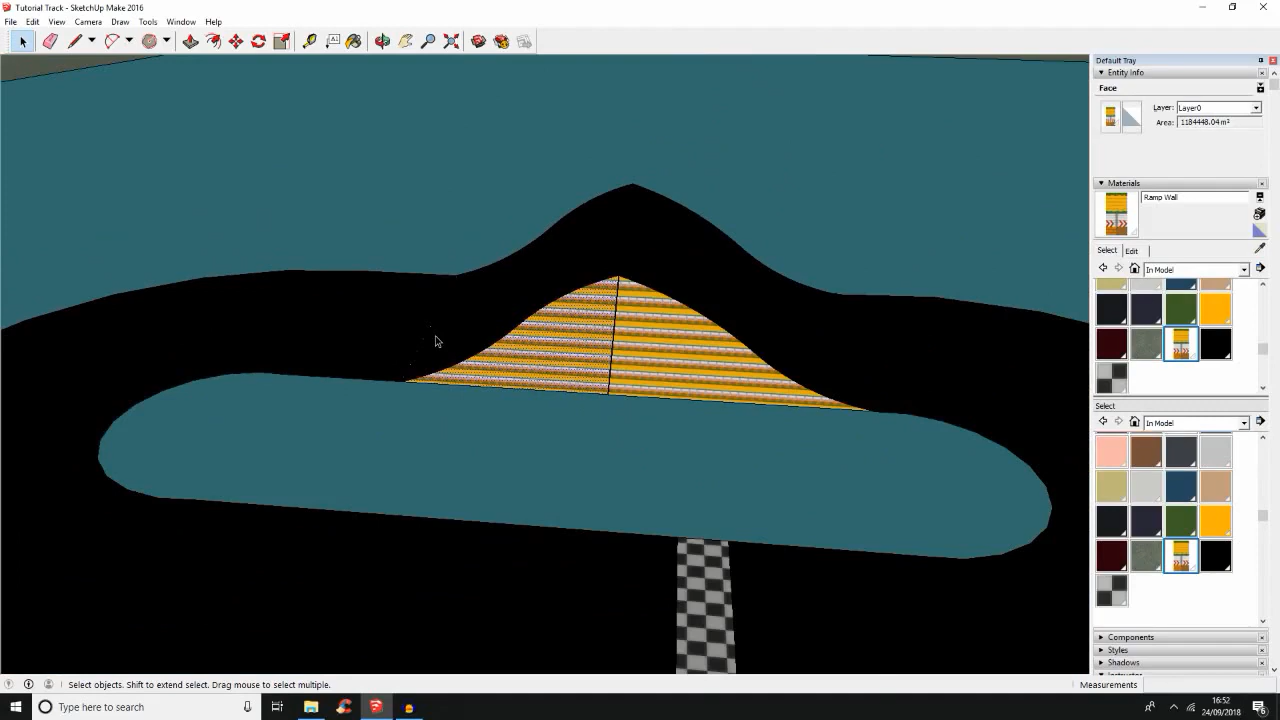 Tutorial Track - SketchUp Make 2016
File Edit View Camera Draw Tools Window Help
Default Tray
Entity Info
Face
Layer: Layer0
Area: 1184448.04 m²
Materials
Ramp Wall
Select Edit
In Model
Select
In Model
Components
Styles
Shadows
Select objects. Shift to extend select. Drag mouse to select multiple.
Measurements
Type here to search
16:52
24/09/2018